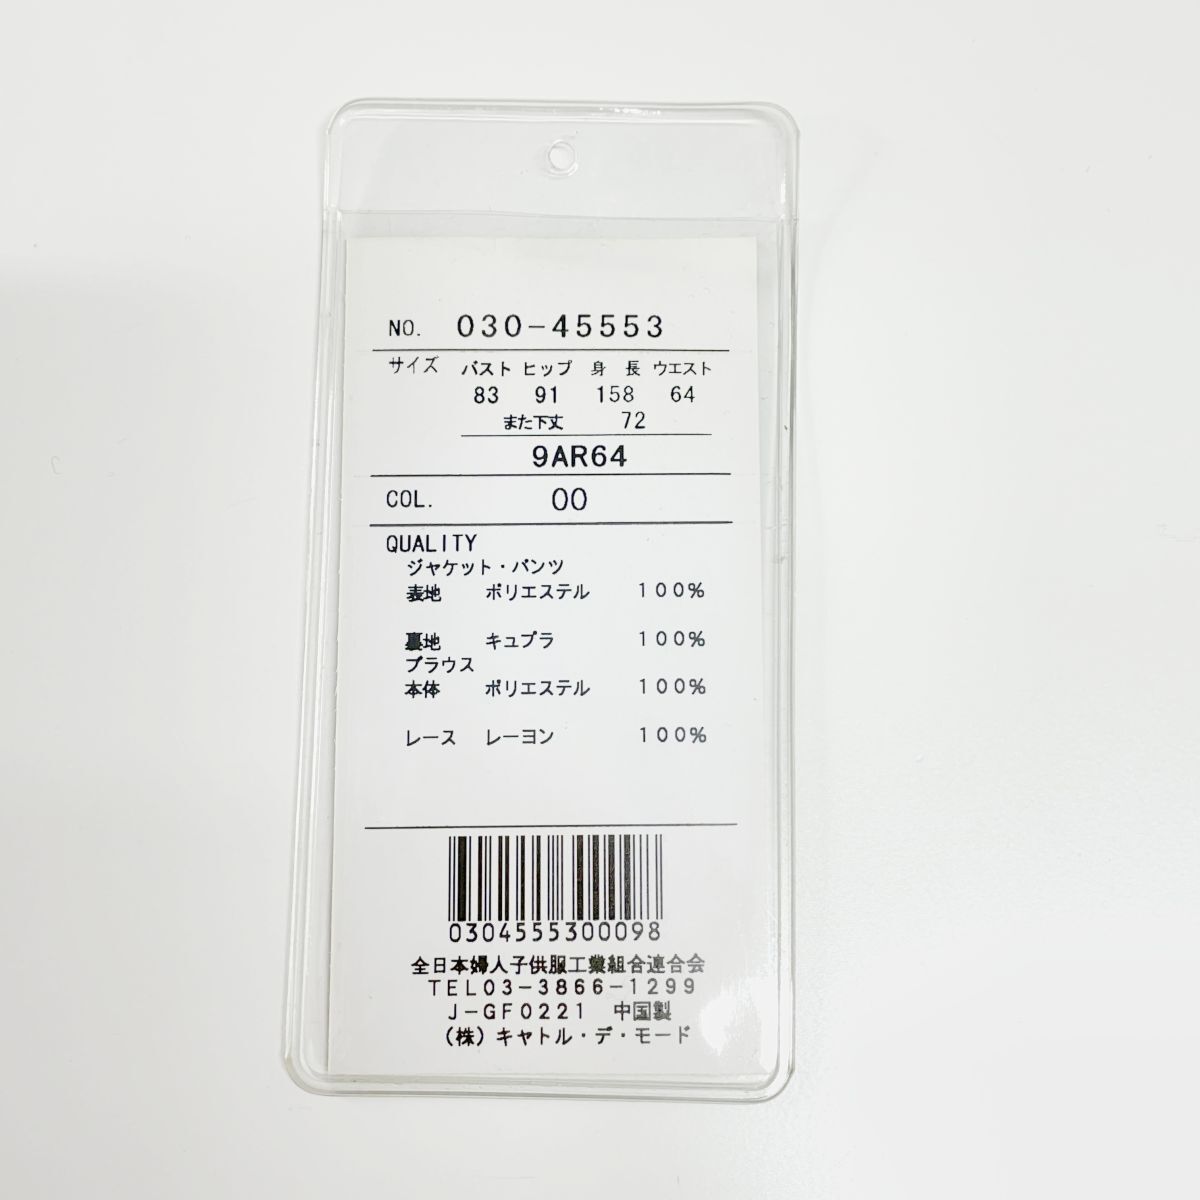 NO. 030-45553
サイズ バスト ヒップ 身長 ウエスト
83 91 158 64
また下丈 72
9AR64
COL. 00
QUALITY
ジャケット・パンツ
表地 ポリエステル 100%
裏地 キュプラ 100%
ブラウス
本体 ポリエステル 100%
レース レーヨン 100%
0304555300098
全日本婦人子供服工業組合連合会
TEL03-3866-1299
J-GF0221 中国製
(株)キャトル・デ・モード